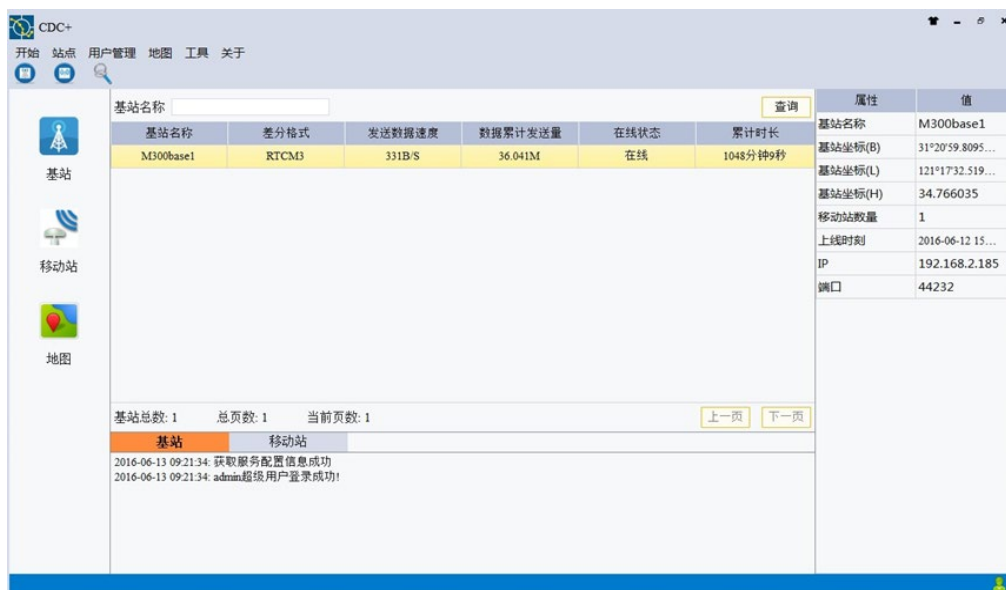 CDC+
开始 站点 用户管理 地图 工具 关于
基站
移动站
地图
基站名称 查询
基站名称 差分格式 发送数据速度 数据累计发送量 在线状态 累计时长
M300base1 RTCM3 331B/S 36.041M 在线 1048分钟9秒
基站总数: 1 总页数: 1 当前页数: 1 上一页 下一页
基站 移动站
2016-06-13 09:21:34: 获取服务配置信息成功
2016-06-13 09:21:34: admin超级用户登录成功!
属性 值
基站名称 M300base1
基站坐标(B) 31°20'59.8095...
基站坐标(L) 121°17'32.519...
基站坐标(H) 34.766035
移动站数量 1
上线时刻 2016-06-12 15...
IP 192.168.2.185
端口 44232